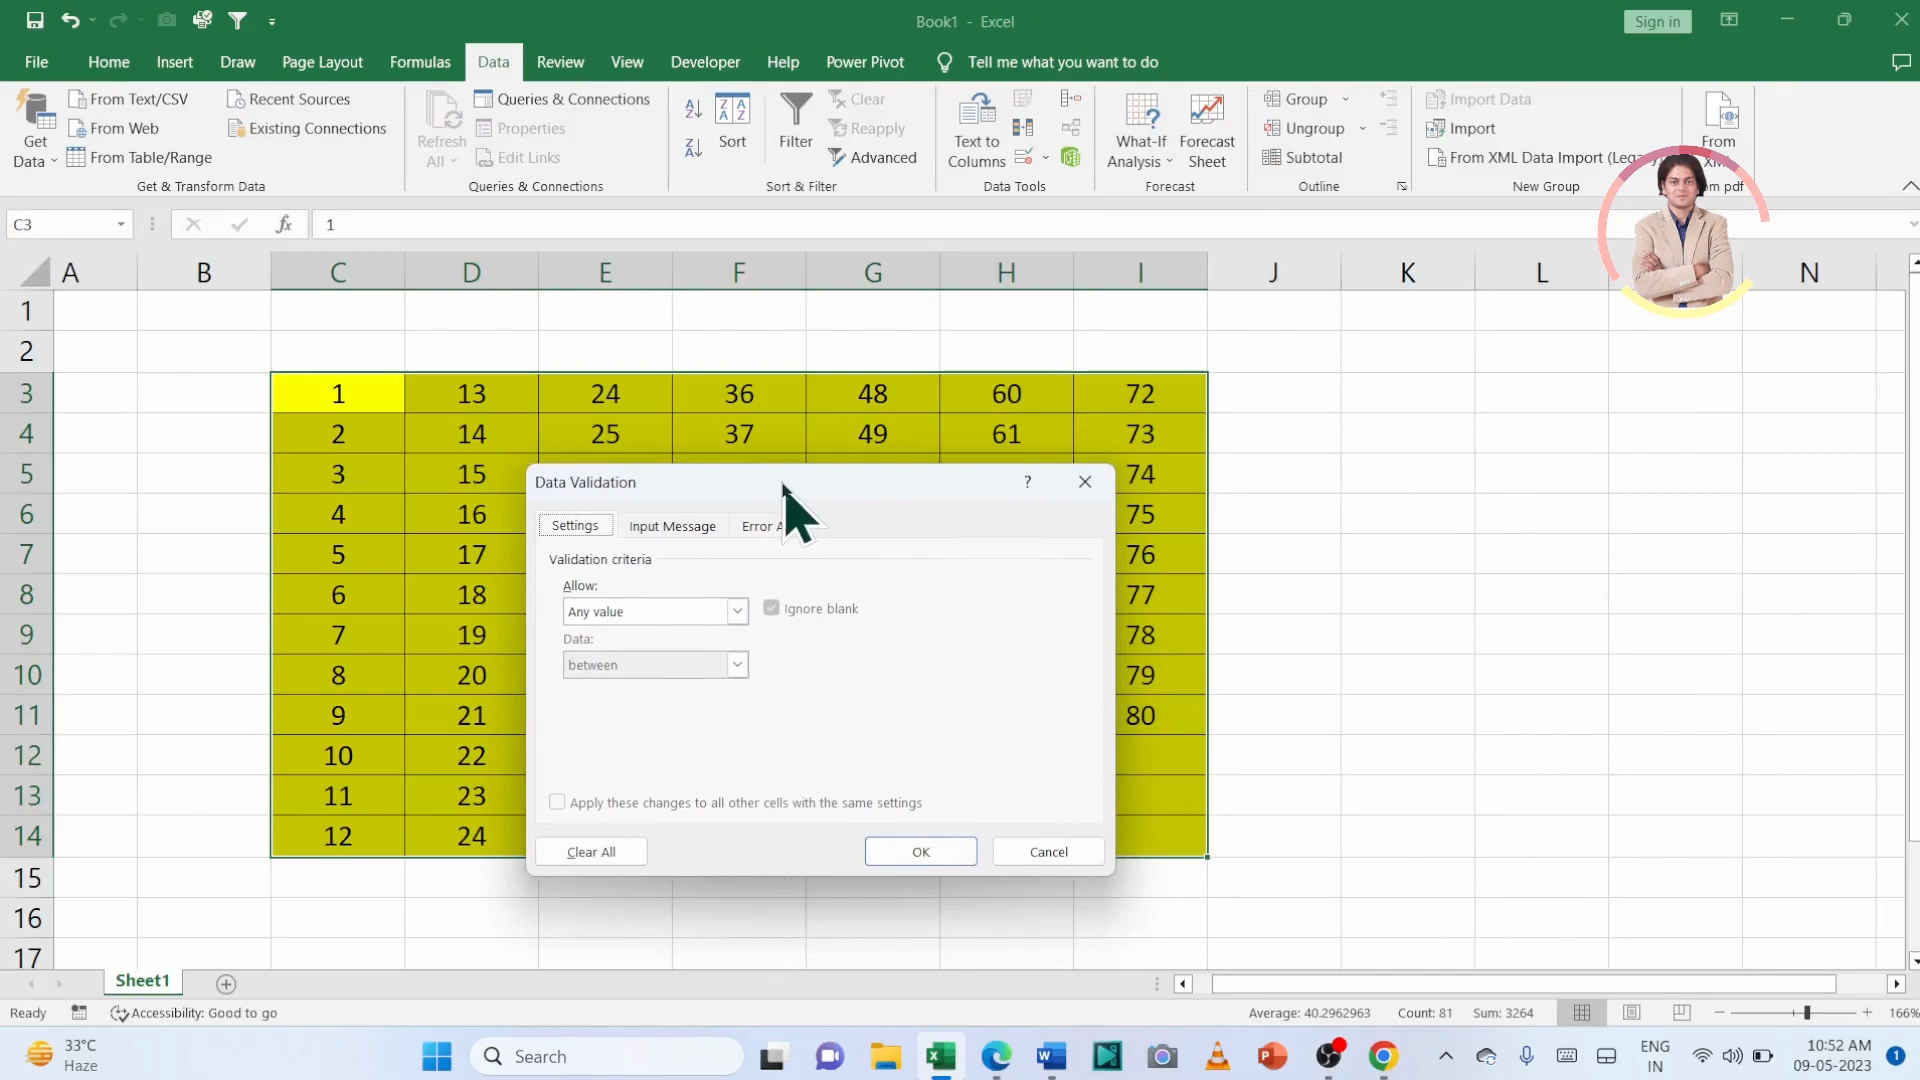 Book1 - Excel
Sign in
File
Home
Insert
Draw
Page Layout
Formulas
Data
Review
View
Developer
Help
Power Pivot
Tell me what you want to do
Get Data
From Text/CSV
From Web
From Table/Range
Recent Sources
Existing Connections
Get & Transform Data
Refresh All
Queries & Connections
Properties
Edit Links
Queries & Connections
Sort
Filter
Clear
Reapply
Advanced
Sort & Filter
Text to Columns
Data Tools
What-If Analysis
Forecast Sheet
Forecast
Group
Ungroup
Subtotal
Outline
Import Data
Import
From XML Data Import
New Group
From
pdf
C3
fx
1
A B C D E F G H I J K L N
1
2
3 1 13 24 36 48 60 72
4 2 14 25 37 49 61 73
5 3 15 74
6 4 16 75
7 5 17 76
8 6 18 77
9 7 19 78
10 8 20 79
11 9 21 80
12 10 22
13 11 23
14 12 24
15
16
17
Data Validation
?
Settings
Input Message
Error
Validation criteria
Allow:
Any value
Ignore blank
Data:
between
Apply these changes to all other cells with the same settings
Clear All
OK
Cancel
Sheet1
Ready
Accessibility: Good to go
Average: 40.2962963
Count: 81
Sum: 3264
166%
33°C
Haze
Search
ENG
IN
10:52 AM
09-05-2023
1